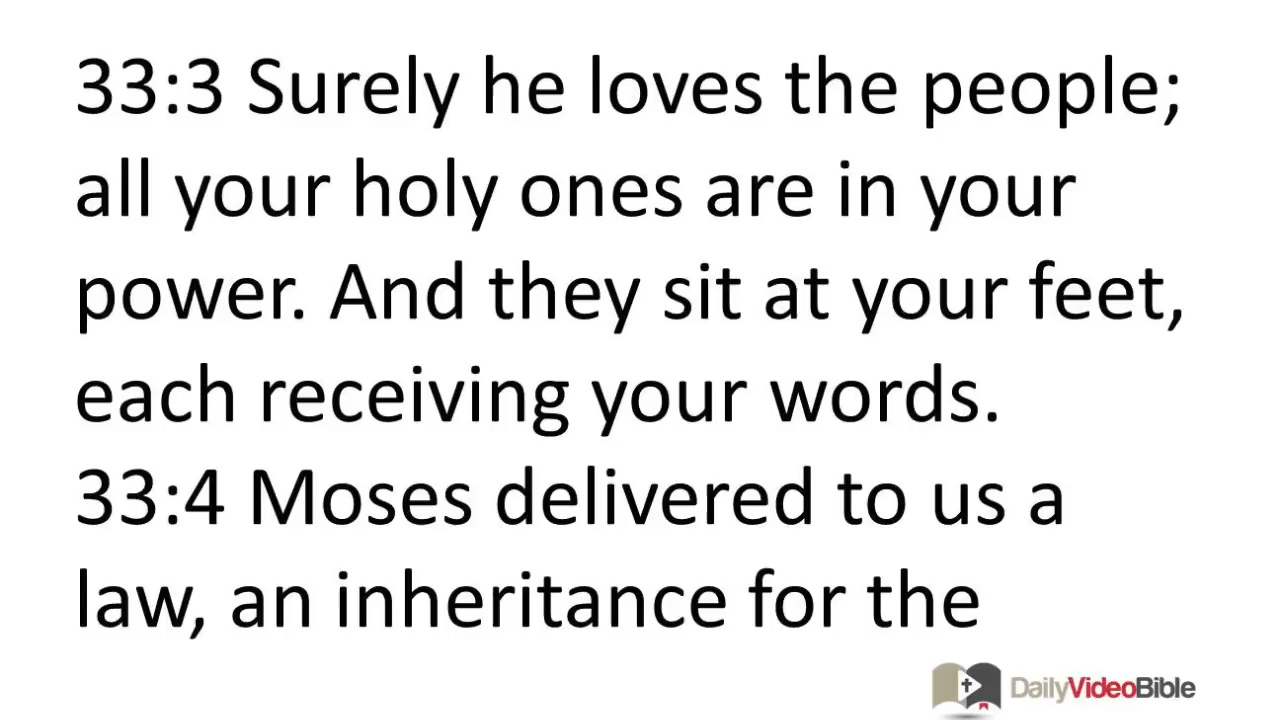 33:3 Surely he loves the people;
all your holy ones are in your
power. And they sit at your feet,
each receiving your words.
33:4 Moses delivered to us a
law, an inheritance for the
DailyVideoBible